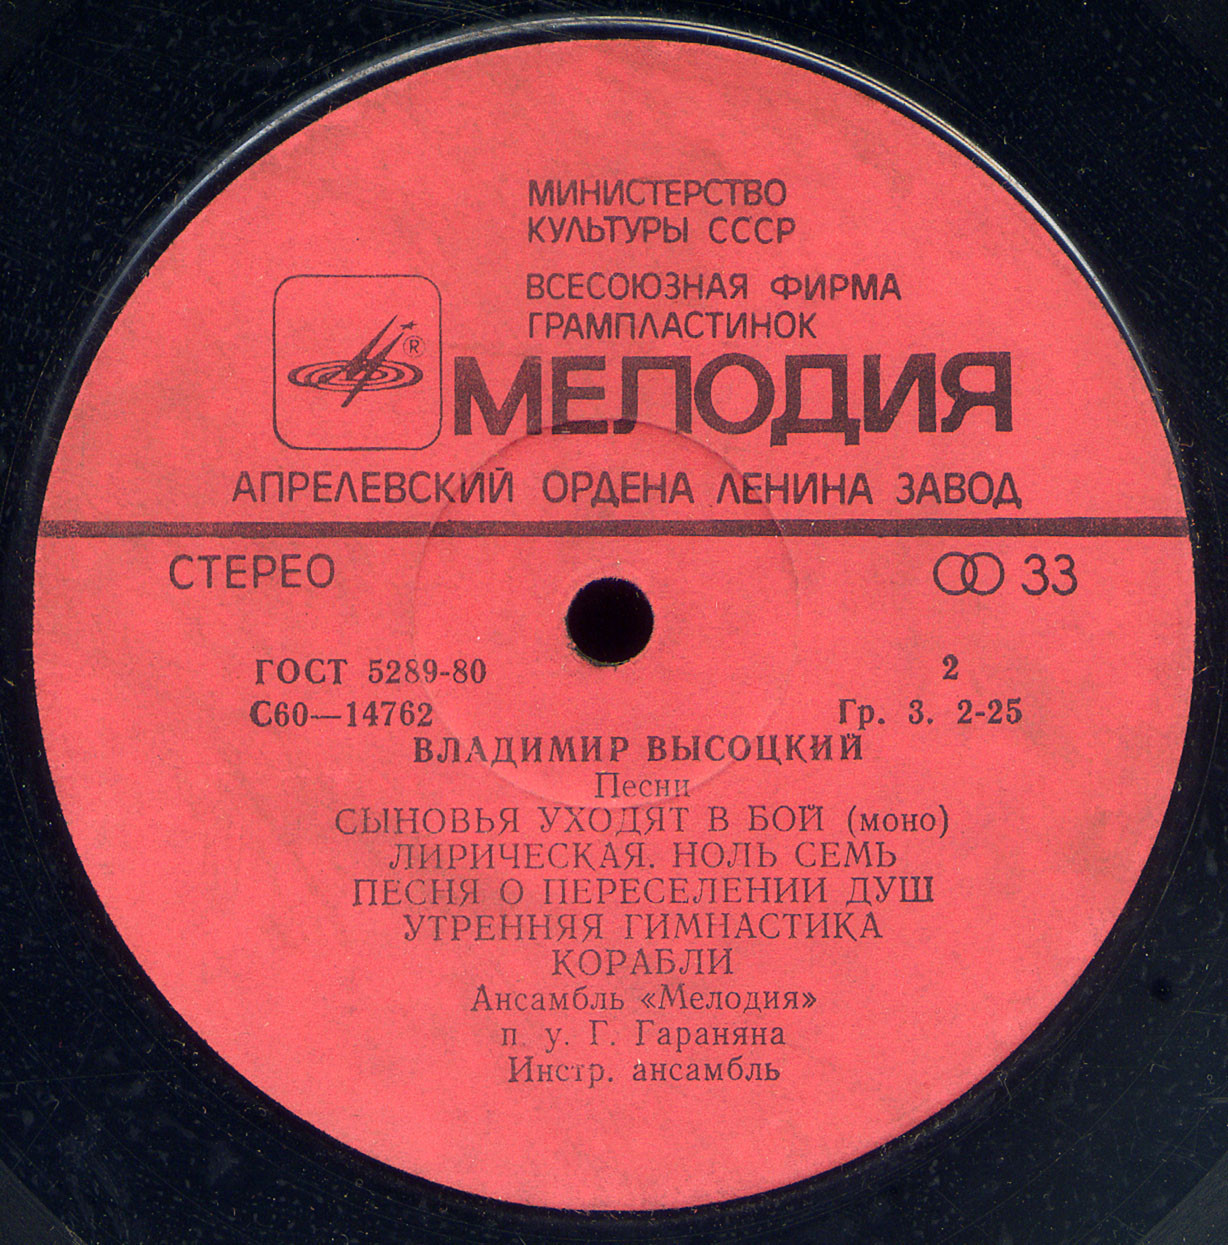 МИНИСТЕРСТВО
КУЛЬТУРЫ СССР
ВСЕСОЮЗНАЯ ФИРМА
ГРАМПЛАСТИНОК
®
МЕЛОДИЯ
АПРЕЛЕВСКИЙ ОРДЕНА ЛЕНИНА ЗАВОД
СТЕРЕО 33
ГОСТ 5289-80 2
С60—14762 Гр. 3. 2-25
ВЛАДИМИР ВЫСОЦКИЙ
Песни
СЫНОВЬЯ УХОДЯТ В БОЙ (моно)
ЛИРИЧЕСКАЯ. НОЛЬ СЕМЬ
ПЕСНЯ О ПЕРЕСЕЛЕНИИ ДУШ
УТРЕННЯЯ ГИМНАСТИКА
КОРАБЛИ
Ансамбль «Мелодия»
п. у. Г. Гараняна
Инстр. ансамбль